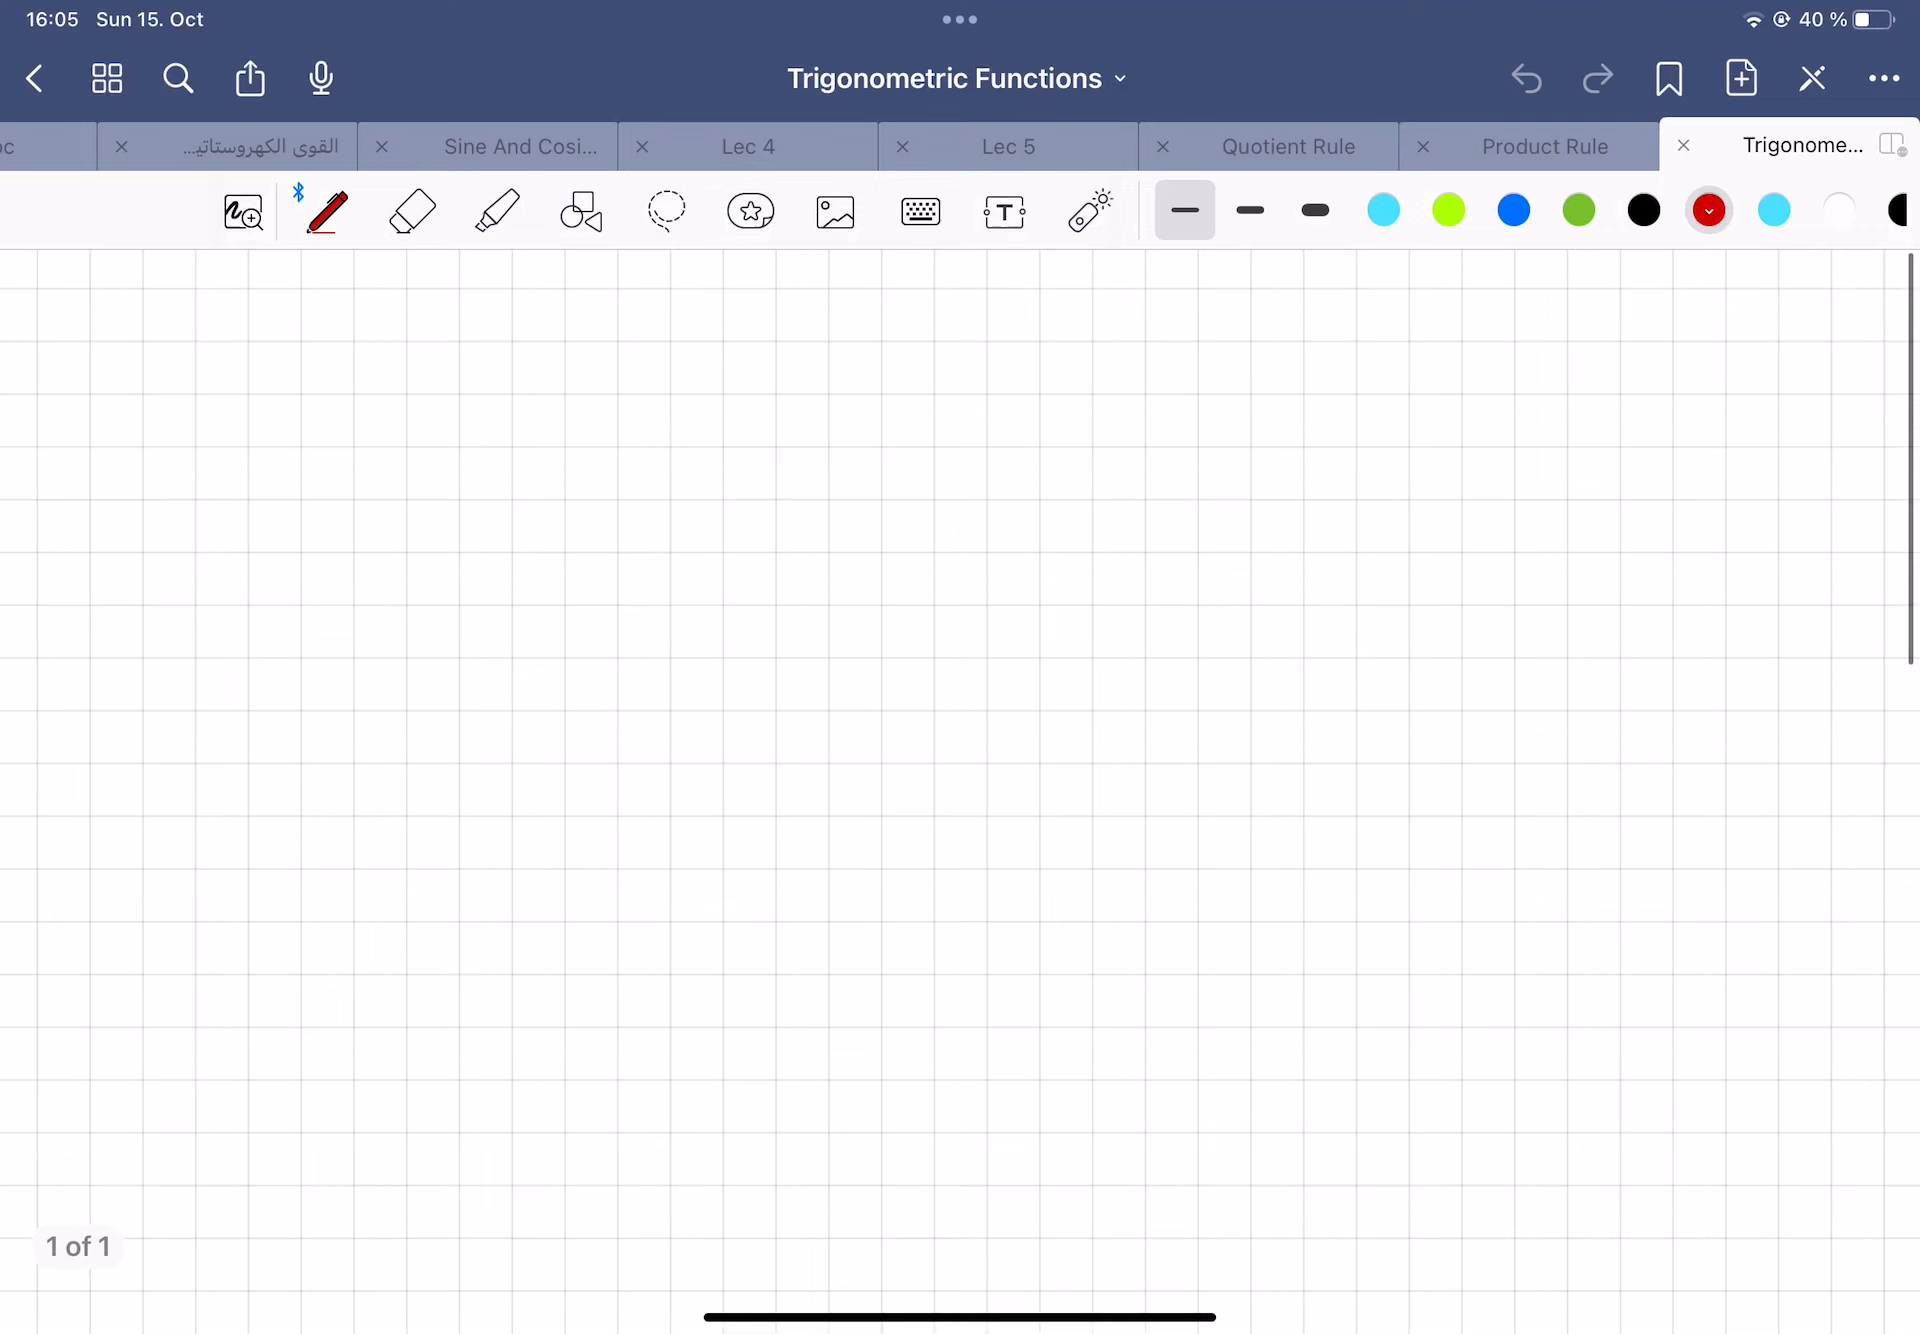 16:05 Sun 15. Oct
40 %
Trigonometric Functions
القوى الكهروستاتي...
Sine And Cosi...
Lec 4
Lec 5
Quotient Rule
Product Rule
Trigonome...
T
1 of 1